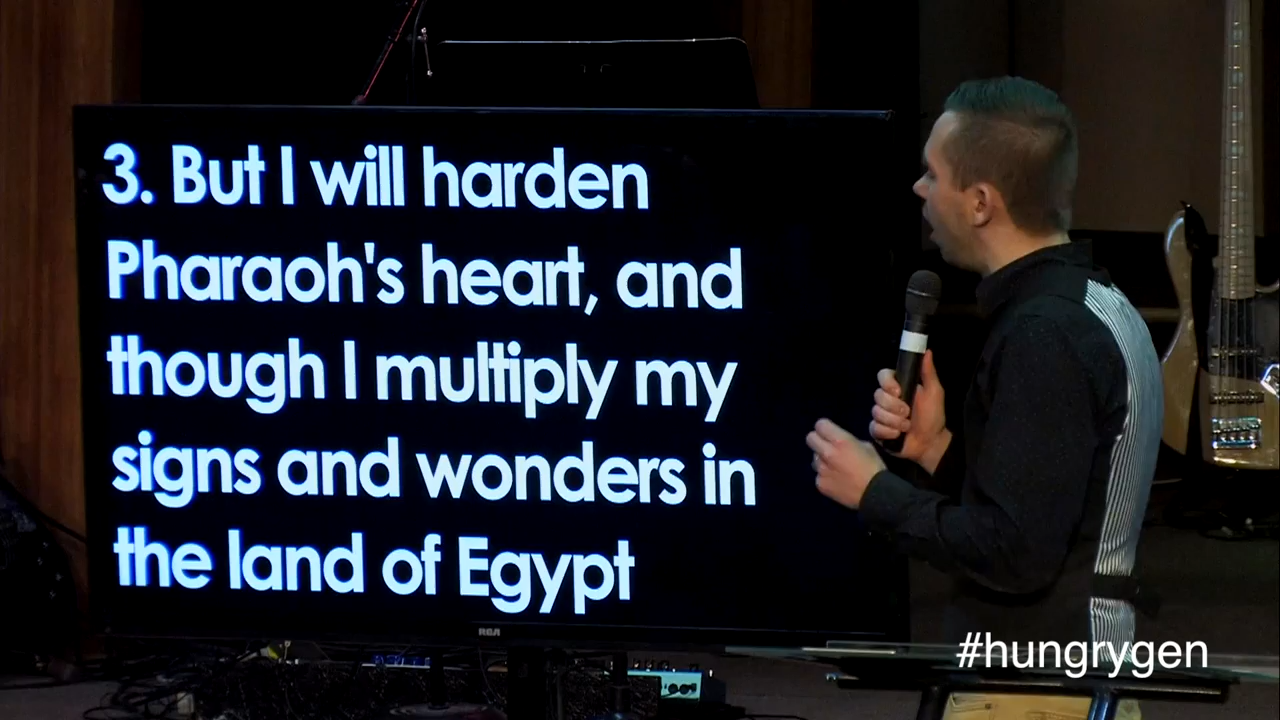 3. But I will harden
Pharaoh's heart, and
though I multiply my
signs and wonders in
the land of Egypt
RCA
#hungrygen